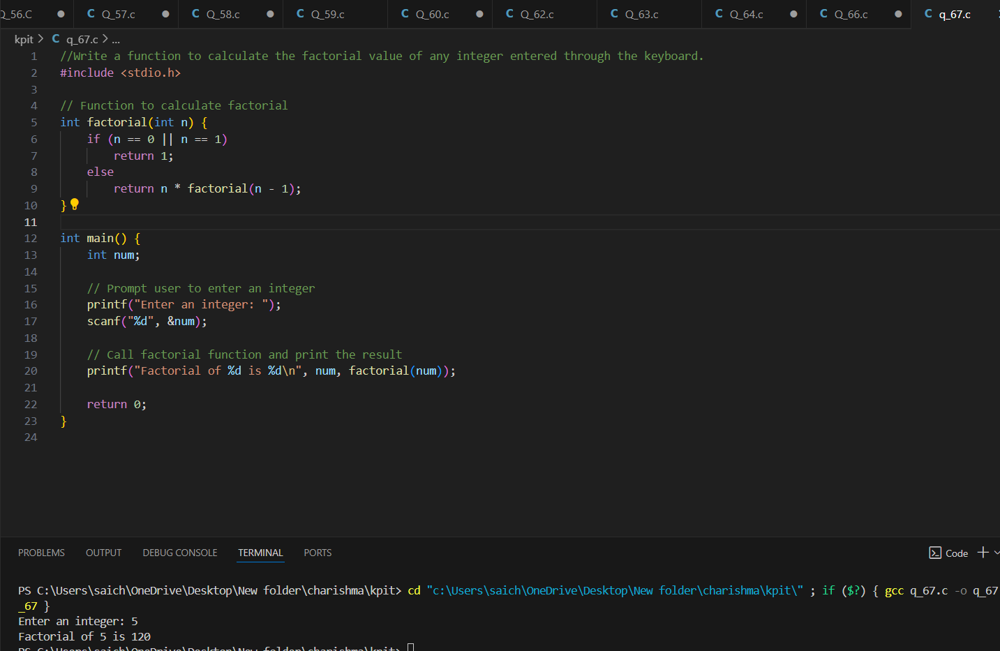 Q_56.C C Q_57.c C Q_58.c C Q_59.c C Q_60.c C Q_62.c C Q_63.c C Q_64.c C Q_66.c C q_67.c
kpit > C q_67.c > ...
1 //Write a function to calculate the factorial value of any integer entered through the keyboard.
2 #include <stdio.h>
3
4 // Function to calculate factorial
5 int factorial(int n) {
6     if (n == 0 || n == 1)
7         return 1;
8     else
9         return n * factorial(n - 1);
10 }
11
12 int main() {
13     int num;
14
15     // Prompt user to enter an integer
16     printf("Enter an integer: ");
17     scanf("%d", &num);
18
19     // Call factorial function and print the result
20     printf("Factorial of %d is %d\n", num, factorial(num));
21
22     return 0;
23 }
24
PROBLEMS OUTPUT DEBUG CONSOLE TERMINAL PORTS Code
PS C:\Users\saich\OneDrive\Desktop\New folder\charishma\kpit> cd "c:\Users\saich\OneDrive\Desktop\New folder\charishma\kpit\" ; if ($?) { gcc q_67.c -o q_67
_67 }
Enter an integer: 5
Factorial of 5 is 120
PS C:\Users\saich\OneDrive\Desktop\New folder\charishma\kpit>